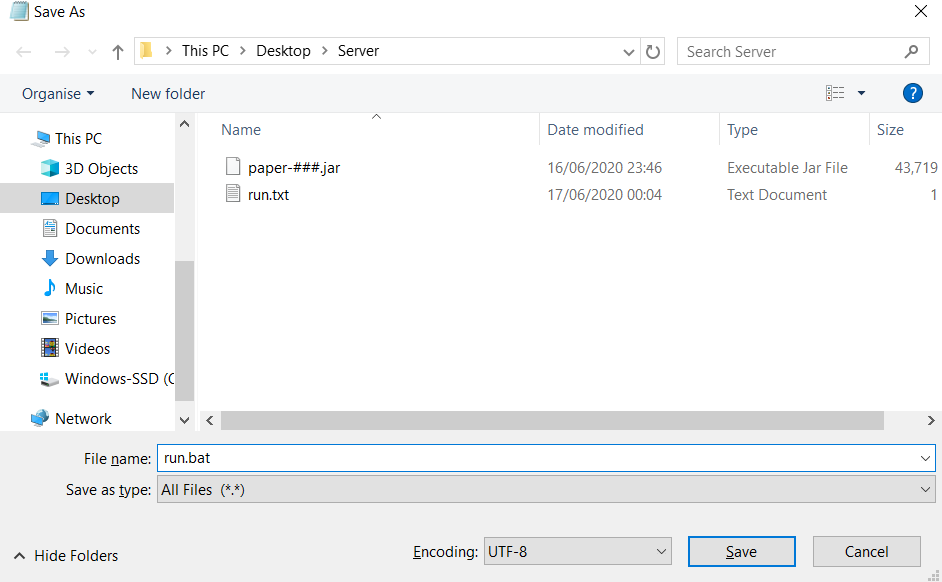 Save As
This PC > Desktop > Server
Search Server
Organise
New folder
?
Name
Date modified
Type
Size
This PC
3D Objects
Desktop
Documents
Downloads
Music
Pictures
Videos
Windows-SSD (C
Network
paper-###.jar 16/06/2020 23:46 Executable Jar File 43,719
run.txt 17/06/2020 00:04 Text Document 1
File name: run.bat
Save as type: All Files (*.*)
Hide Folders
Encoding: UTF-8
Save
Cancel